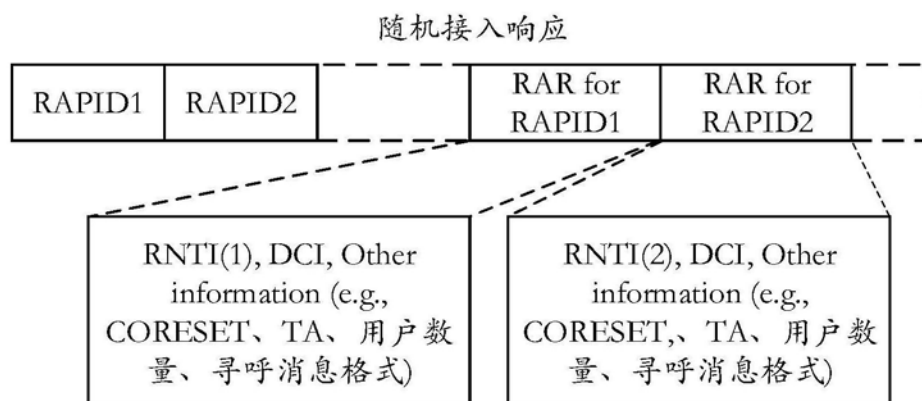 随机接入响应
RAPID1
RAPID2
RAR for
RAPID1
RAR for
RAPID2
RNTI(1), DCI, Other
information (e.g.,
CORESET、TA、用户数
量、寻呼消息格式)
RNTI(2), DCI, Other
information (e.g.,
CORESET,、TA、用户数
量、寻呼消息格式)